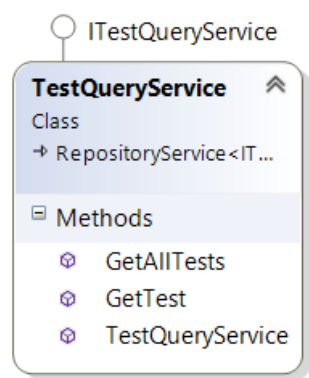 ITestQueryService
TestQueryService
Class
RepositoryService<IT...
Methods
GetAllTests
GetTest
TestQueryService